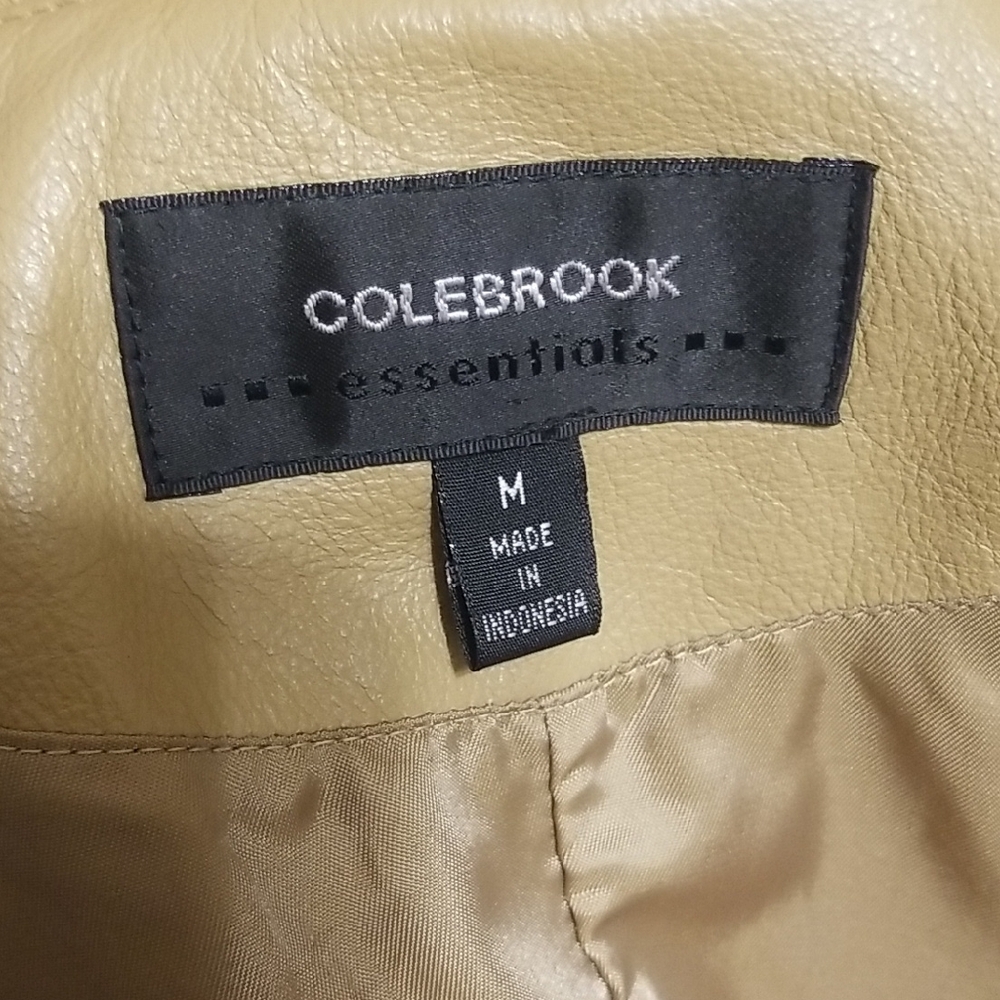 COLEBROOK
essentials
M
MADE
IN
INDONESIA